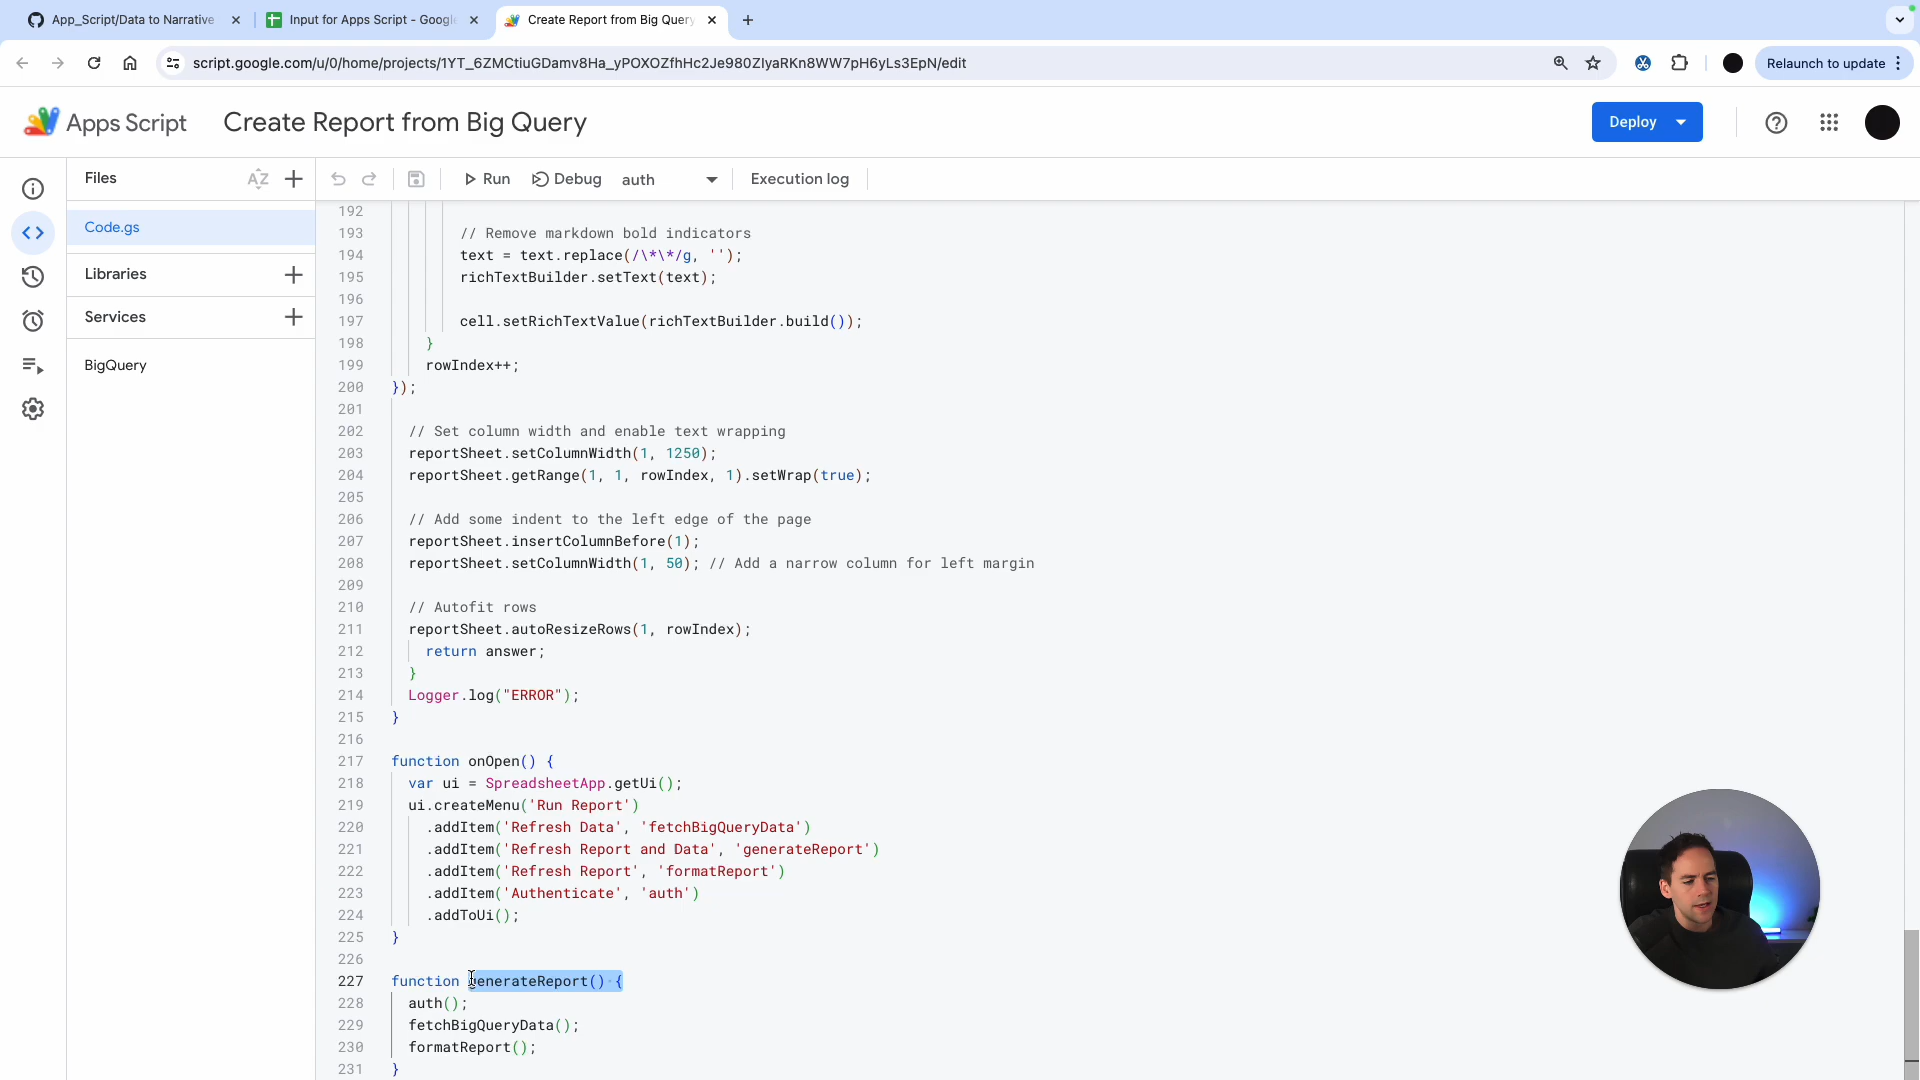 App_Script/Data to Narrative
Input for Apps Script - Google
Create Report from Big Query
script.google.com/u/0/home/projects/1YT_6ZMCtiuGDamv8Ha_yPOXOZfhHc2Je980ZIyaRKn8WW7pH6yLs3EpN/edit
Relaunch to update
Apps Script
Create Report from Big Query
Deploy
Files
AZ
Run
Debug
auth
Execution log
Code.gs
Libraries
Services
BigQuery
192
193 // Remove markdown bold indicators
194 text = text.replace(/\*\*/g, '');
195 richTextBuilder.setText(text);
196
197 cell.setRichTextValue(richTextBuilder.build());
198 }
199 rowIndex++;
200 });
201
202 // Set column width and enable text wrapping
203 reportSheet.setColumnWidth(1, 1250);
204 reportSheet.getRange(1, 1, rowIndex, 1).setWrap(true);
205
206 // Add some indent to the left edge of the page
207 reportSheet.insertColumnBefore(1);
208 reportSheet.setColumnWidth(1, 50); // Add a narrow column for left margin
209
210 // Autofit rows
211 reportSheet.autoResizeRows(1, rowIndex);
212 return answer;
213 }
214 Logger.log("ERROR");
215 }
216
217 function onOpen() {
218 var ui = SpreadsheetApp.getUi();
219 ui.createMenu('Run Report')
220 .addItem('Refresh Data', 'fetchBigQueryData')
221 .addItem('Refresh Report and Data', 'generateReport')
222 .addItem('Refresh Report', 'formatReport')
223 .addItem('Authenticate', 'auth')
224 .addToUi();
225 }
226
227 function generateReport() {
228 auth();
229 fetchBigQueryData();
230 formatReport();
231 }